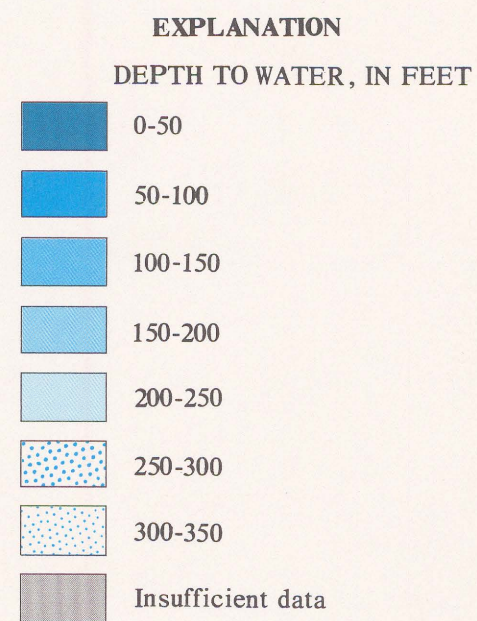 EXPLANATION
DEPTH TO WATER, IN FEET
0-50
50-100
100-150
150-200
200-250
250-300
300-350
Insufficient data